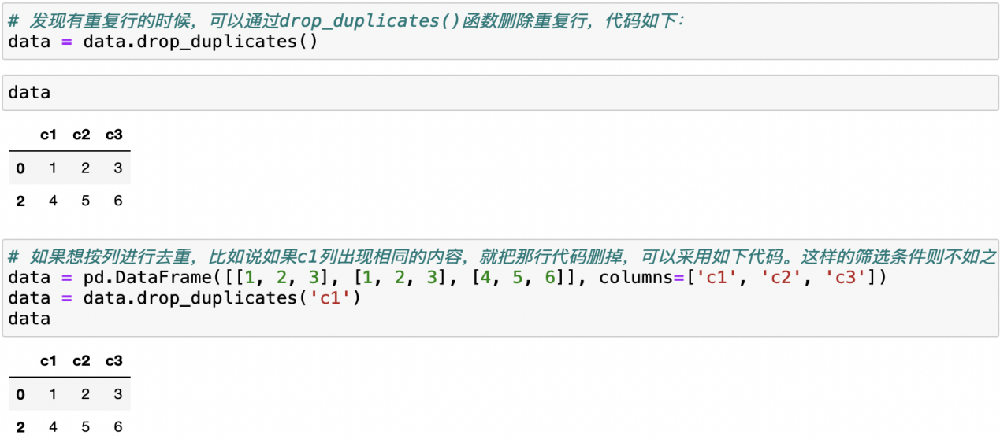 # 发现有重复行的时候，可以通过drop_duplicates()函数删除重复行，代码如下：
data = data.drop_duplicates()
data
c1 c2 c3
0 1 2 3
2 4 5 6
# 如果想按列进行去重，比如说如果c1列出现相同的内容，就把那行代码删掉，可以采用如下代码。这样的筛选条件则不如之
data = pd.DataFrame([[1, 2, 3], [1, 2, 3], [4, 5, 6]], columns=['c1', 'c2', 'c3'])
data = data.drop_duplicates('c1')
data
c1 c2 c3
0 1 2 3
2 4 5 6